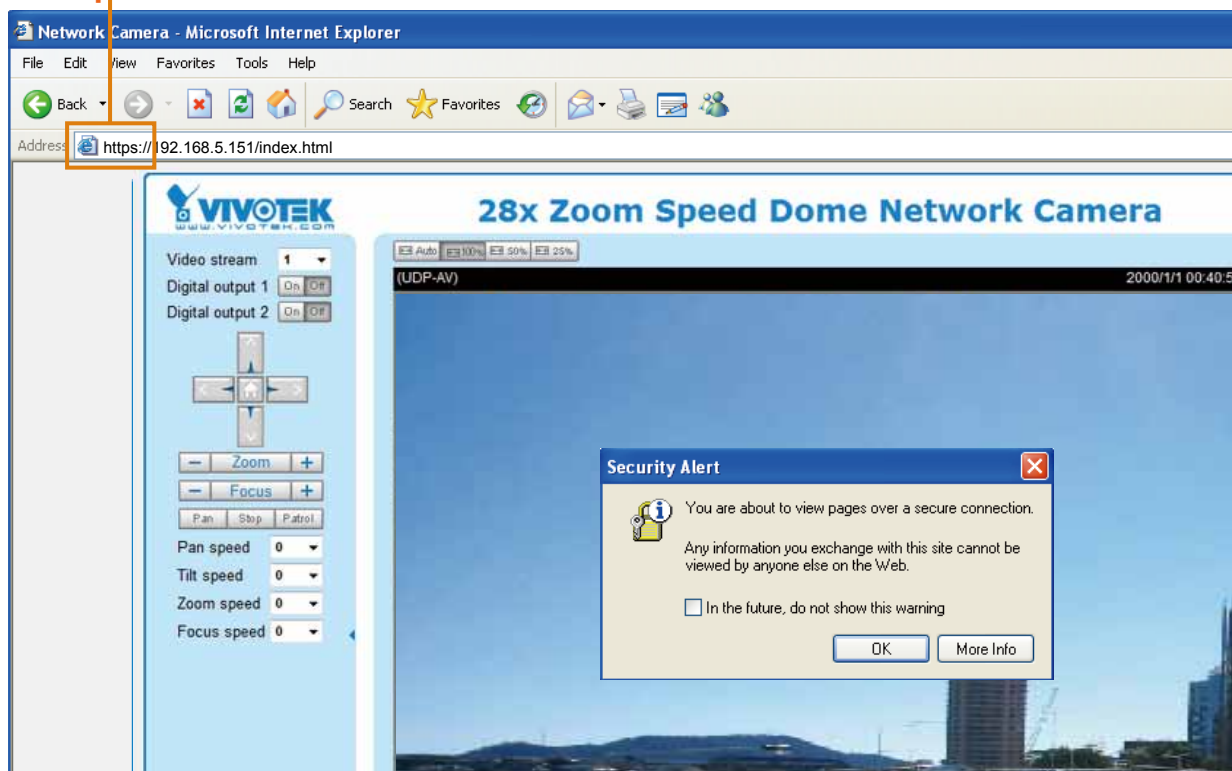 Network Camera - Microsoft Internet Explorer
File Edit View Favorites Tools Help
Back Search Favorites
Address https://192.168.5.151/index.html
VIVOTEK
www.vivotek.com
28x Zoom Speed Dome Network Camera
Auto 100% 50% 25%
Video stream 1
(UDP-AV) 2000/1/1 00:40:5
Digital output 1 On Off
Digital output 2 On Off
− Zoom +
− Focus +
Pan Stop Patrol
Pan speed 0
Tilt speed 0
Zoom speed 0
Focus speed 0
Security Alert
You are about to view pages over a secure connection.
Any information you exchange with this site cannot be
viewed by anyone else on the Web.
In the future, do not show this warning
OK More Info